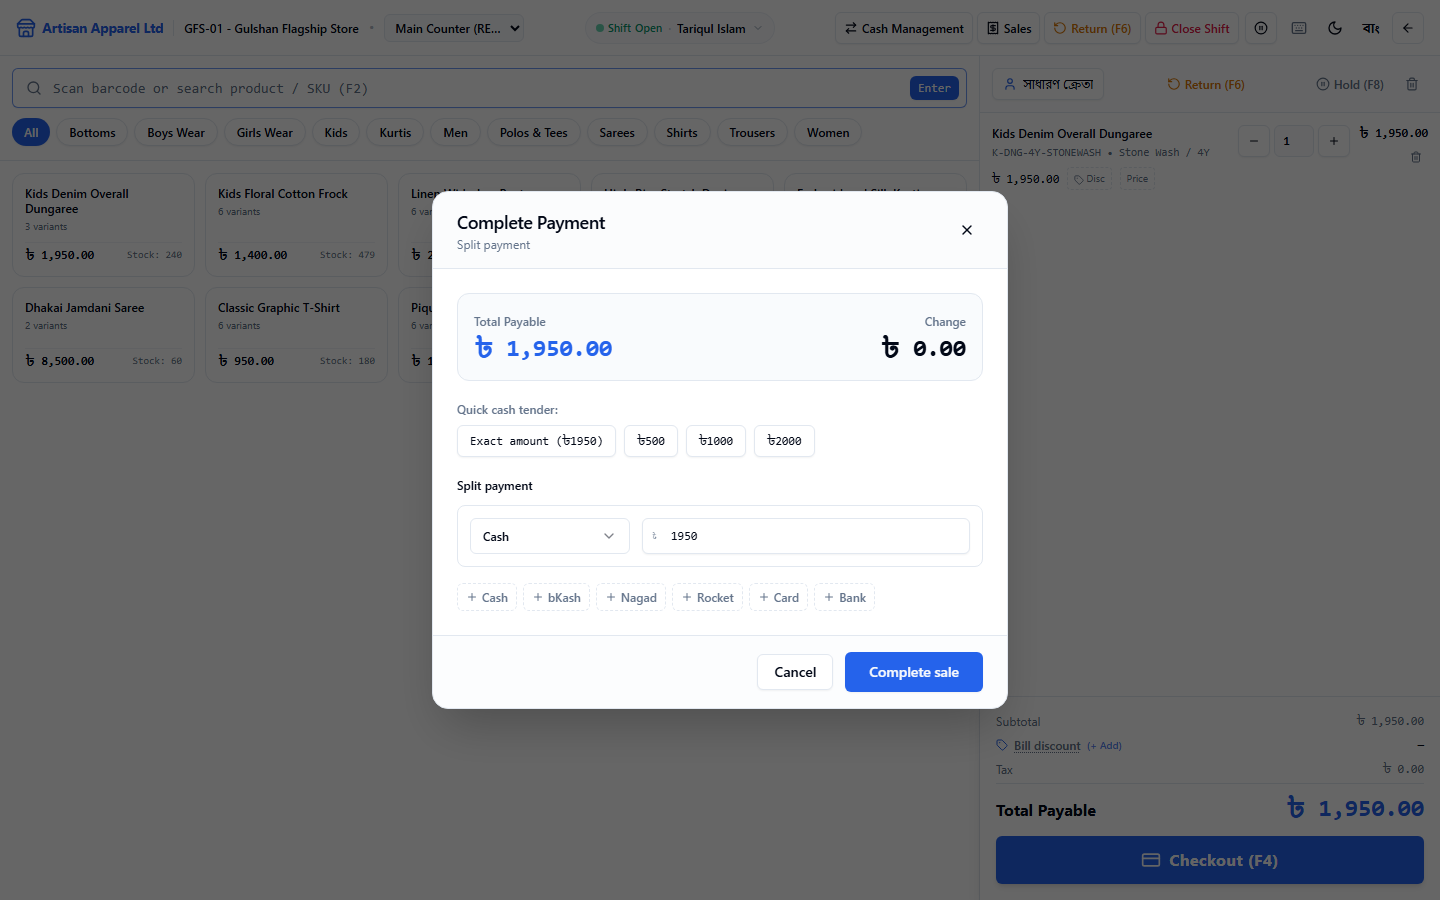 Artisan Apparel Ltd
GFS-01 - Gulshan Flagship Store
Main Counter (RE...
Shift Open · Tariqul Islam
Cash Management
Sales
Return (F6)
Close Shift
বাং
Scan barcode or search product / SKU (F2)
Enter
সাধারণ ক্রেতা
Return (F6)
Hold (F8)
All
Bottoms
Boys Wear
Girls Wear
Kids
Kurtis
Men
Polos & Tees
Sarees
Shirts
Trousers
Women
Kids Denim Overall Dungaree
K-DNG-4Y-STONEWASH • Stone Wash / 4Y
1
৳ 1,950.00
৳ 1,950.00
Disc
Price
Kids Denim Overall
Dungaree
3 variants
৳ 1,950.00
Stock: 240
Kids Floral Cotton Frock
6 variants
৳ 1,400.00
Stock: 479
Dhakai Jamdani Saree
2 variants
৳ 8,500.00
Stock: 60
Classic Graphic T-Shirt
6 variants
৳ 950.00
Stock: 180
Complete Payment
Split payment
Total Payable
৳ 1,950.00
Change
৳ 0.00
Quick cash tender:
Exact amount (৳1950)
৳500
৳1000
৳2000
Split payment
Cash
৳ 1950
+ Cash
+ bKash
+ Nagad
+ Rocket
+ Card
+ Bank
Cancel
Complete sale
Subtotal
৳ 1,950.00
Bill discount (+ Add)
–
Tax
৳ 0.00
Total Payable
৳ 1,950.00
Checkout (F4)